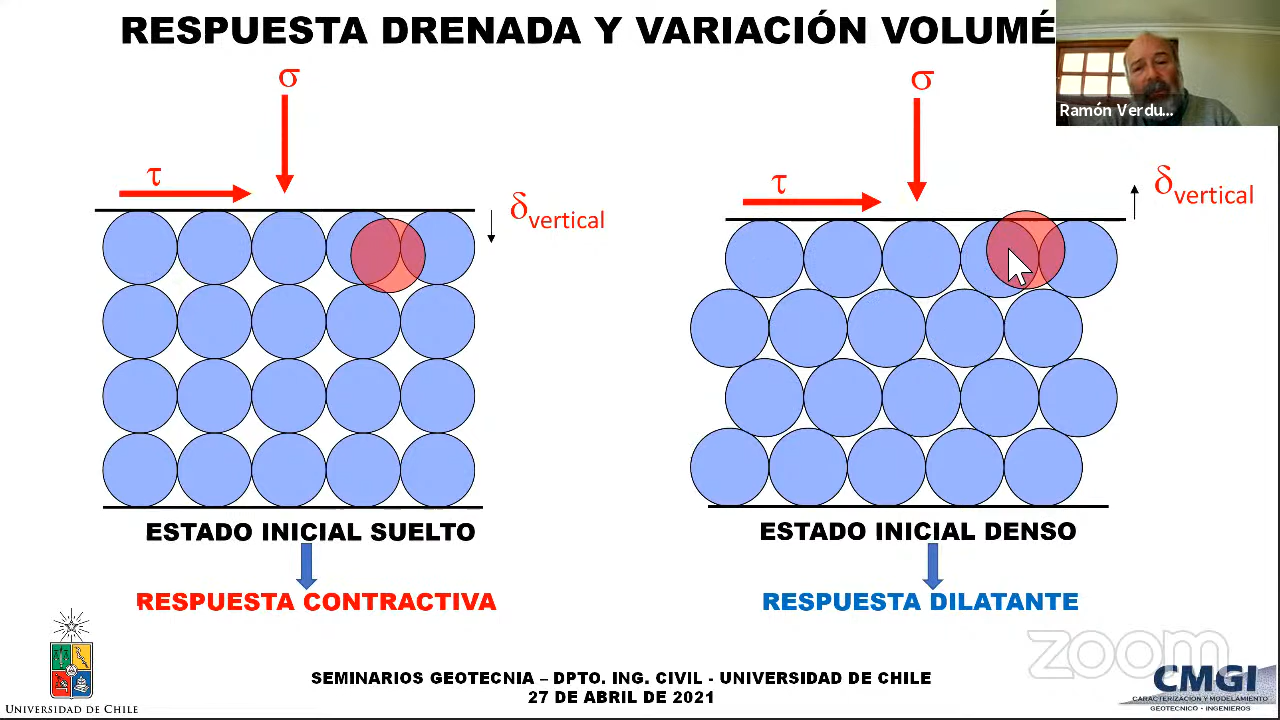 RESPUESTA DRENADA Y VARIACIÓN VOLUMÉ
Ramón Verdu...
σ
σ
τ
τ
δvertical
δvertical
ESTADO INICIAL SUELTO
ESTADO INICIAL DENSO
RESPUESTA CONTRACTIVA
RESPUESTA DILATANTE
zoom
SEMINARIOS GEOTECNIA – DPTO. ING. CIVIL - UNIVERSIDAD DE CHILE
27 DE ABRIL DE 2021
UNIVERSIDAD DE CHILE
CMGI
CARACTERIZACIÓN Y MODELAMIENTO
GEOTECNICO - INGENIEROS